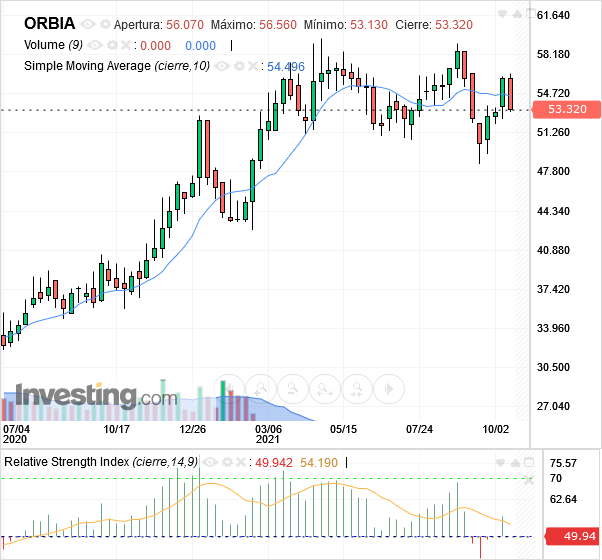 ORBIA Apertura: 56.070 Máximo: 56.560 Mínimo: 53.130 Cierre: 53.320
Volume (9) : 0.000 0.000 |
Simple Moving Average (cierre,10) : 54.496
61.640
58.180
54.720
53.320
51.260
47.800
44.340
40.880
37.420
33.960
30.500
27.040
Investing.com
07/04 10/17 12/26 03/06 05/15 07/24 10/02
2020 2021
Relative Strength Index (cierre,14,9) : 49.942 54.190 |
75.57
70
62.64
49.94